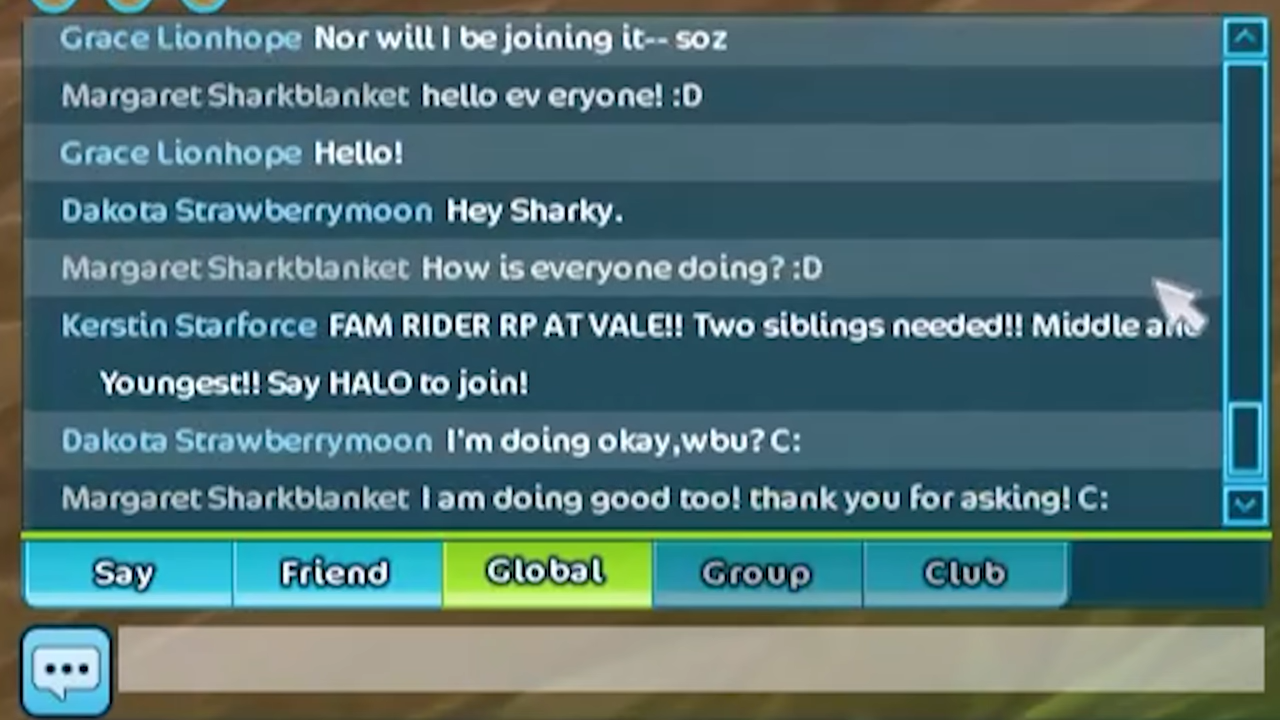 Grace Lionhope Nor will I be joining it-- soz
Margaret Sharkblanket hello ev eryone! :D
Grace Lionhope Hello!
Dakota Strawberrymoon Hey Sharky.
Margaret Sharkblanket How is everyone doing? :D
Kerstin Starforce FAM RIDER RP AT VALE!! Two siblings needed!! Middle and
Youngest!! Say HALO to join!
Dakota Strawberrymoon I'm doing okay,wbu? C:
Margaret Sharkblanket I am doing good too! thank you for asking! C:
Say Friend Global Group Club